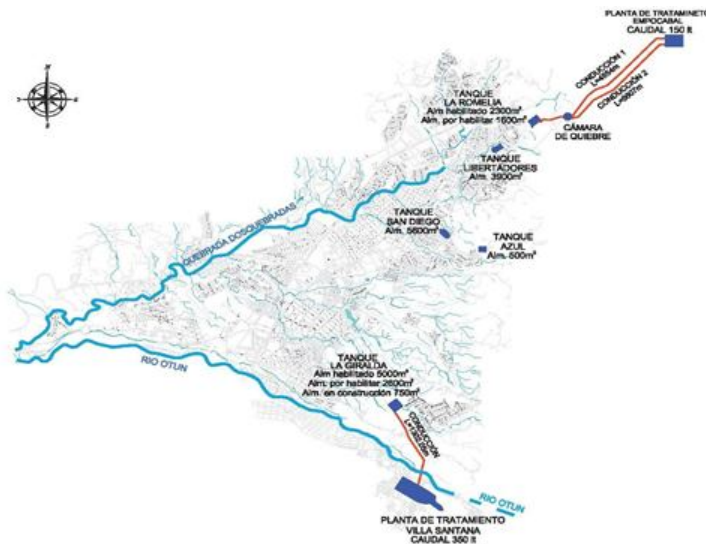 PLANTA DE TRATAMINETO
EMPOCABAL
CAUDAL 150 lt
CONDUCCIÓN 1
CONDUCCIÓN 2
TANQUE
LA ROMELIA
Alm habilitado 2300m³
Alm. por habilitar 1600m³
CÁMARA
DE QUIEBRE
TANQUE
LIBERTADORES
Alm. 3900m³
QUEBRADA DOSQUEBRADAS
TANQUE
SAN DIEGO
Alm. 5600m³
TANQUE
AZUL
Alm. 500m³
RIO OTUN
TANQUE
LA GIRALDA
Alm habilitado 5000m³
Alm. por habilitar 2600m³
Alm. en construcción 750m³
CONDUCCIÓN
RIO OTUN
PLANTA DE TRATAMIENTO
VILLA SANTANA
CAUDAL 350 lt